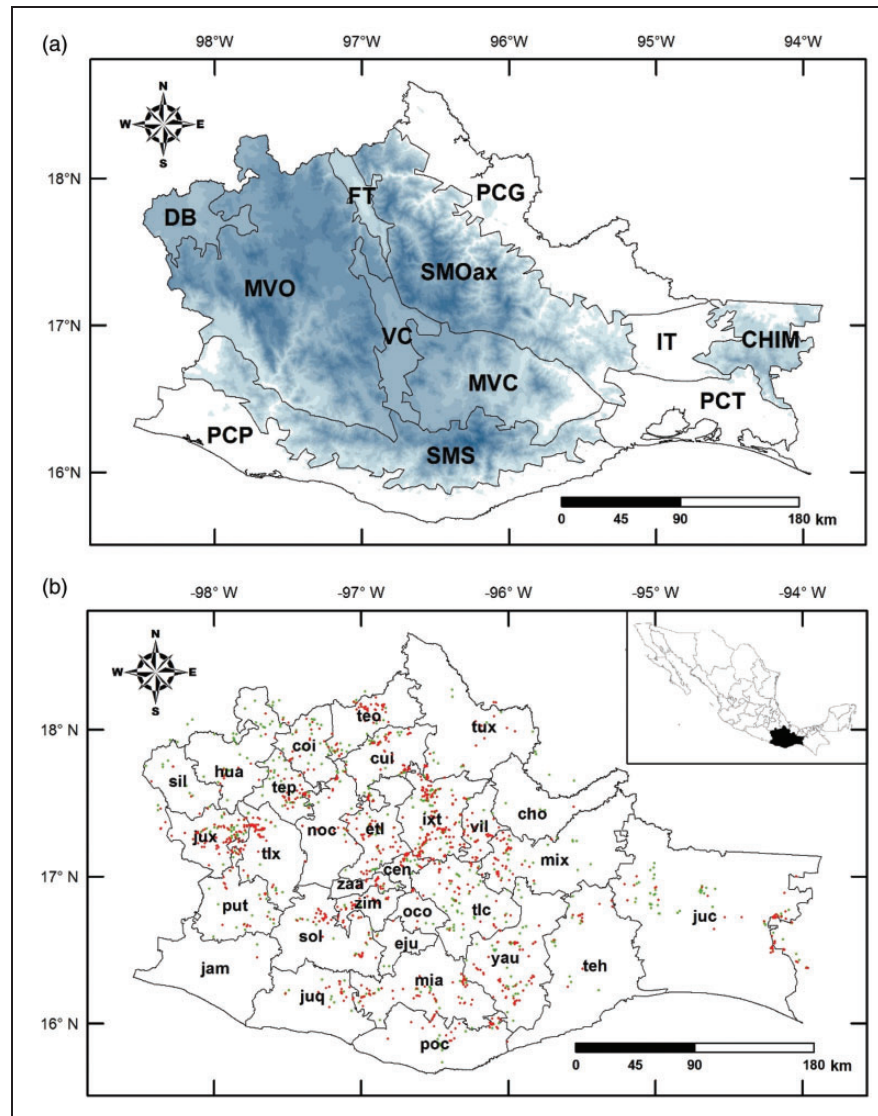 (a)
98°W 97°W 96°W 95°W 94°W
N
W E
S
18°
17°
16°
DB
FT
PCG
MVO
SMOax
VC
IT
CHIM
MVC
PCT
PCP
SMS
0 45 90 180 km
(b)
-98° W -97° W -96° W -95° W -94° W
N
W E
S
18° N
17° N
16° N
teo
tux
coi
cui
sil
hua
tep
cho
jux
tlx
noc
etl
ixt
vil
mix
cen
zaa
zim
put
sol
oco
tlc
juc
eju
yau
teh
jam
juq
mia
poc
0 45 90 180 km